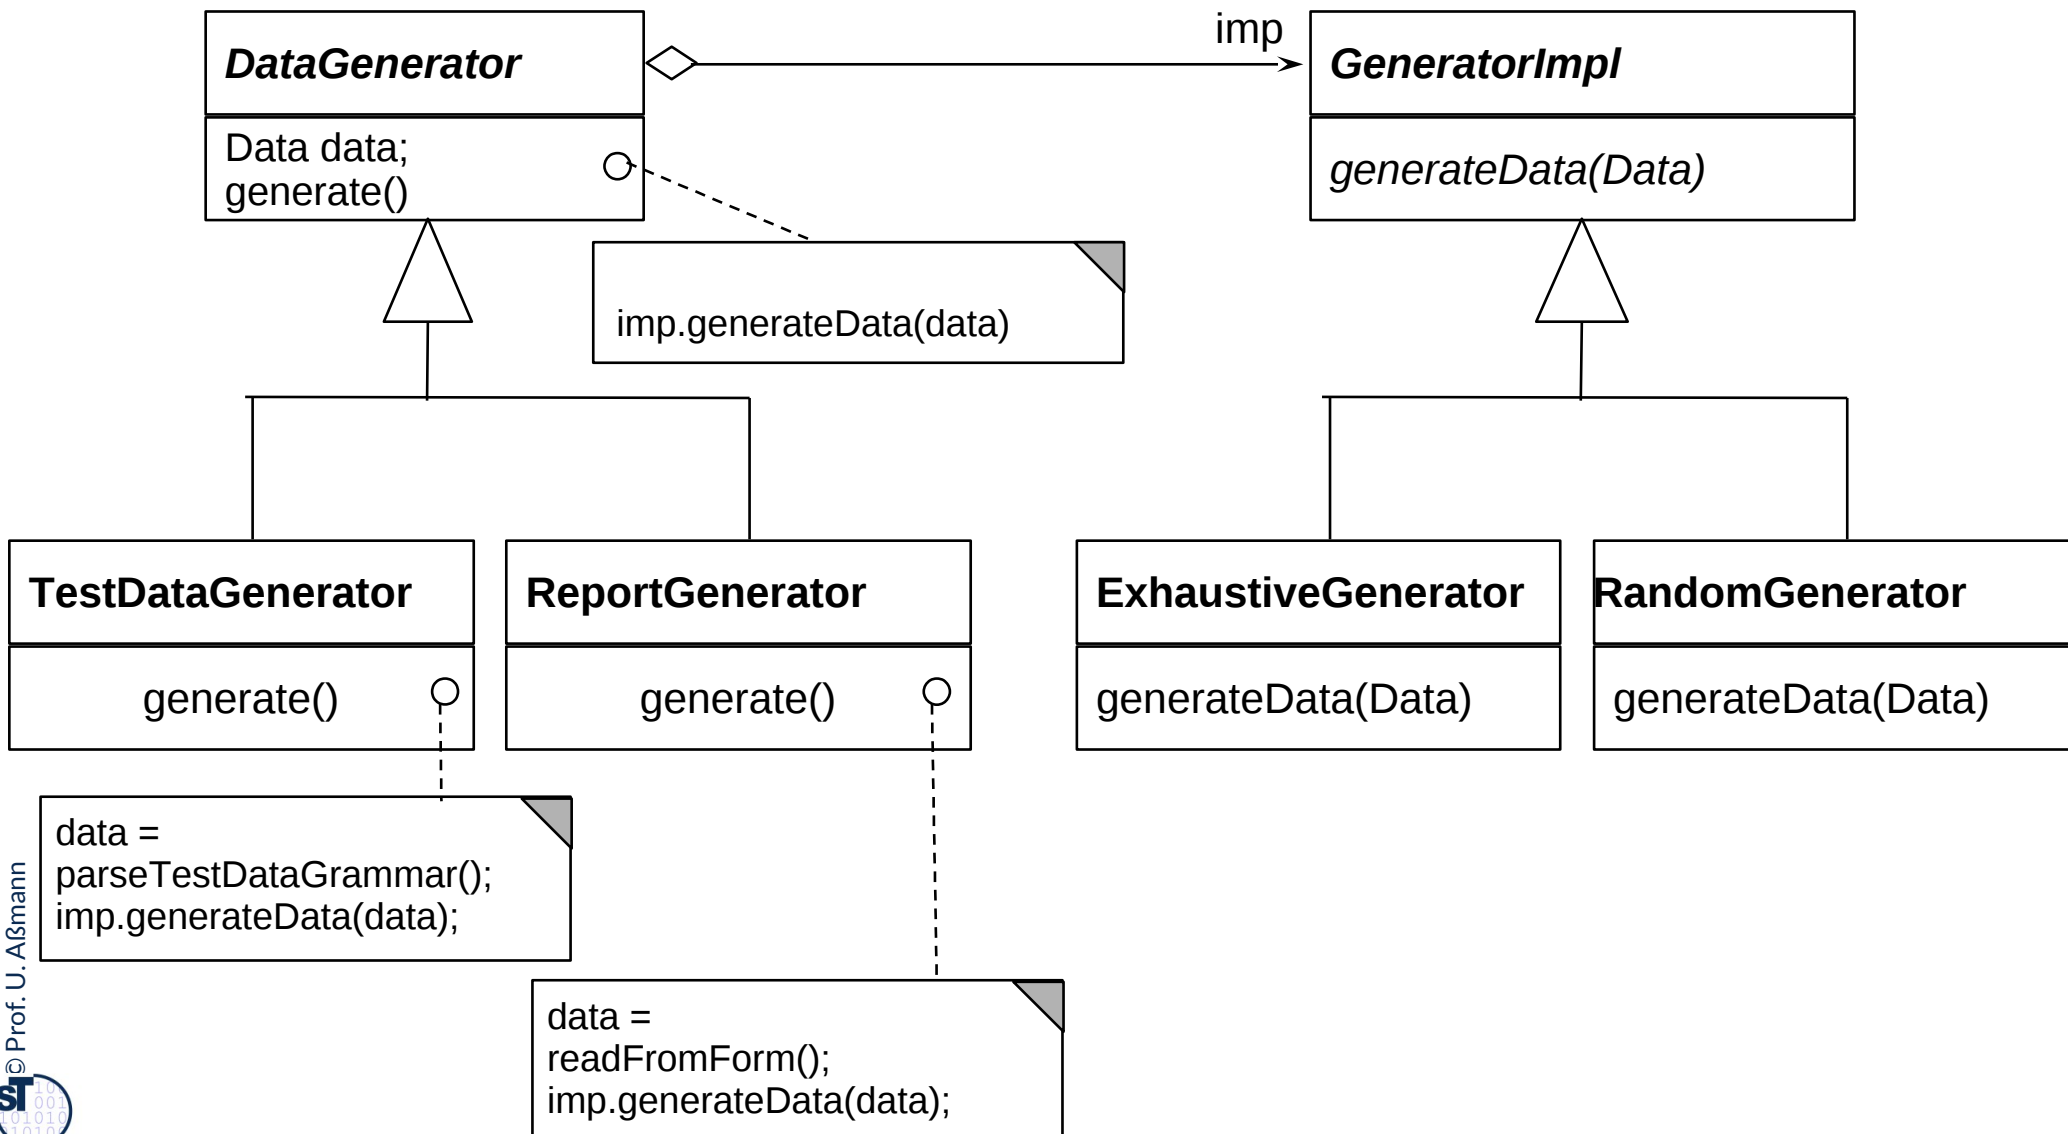 imp
DataGenerator
GeneratorImpl
Data data;
generate()
generateData(Data)
imp.generateData(data)
TestDataGenerator
ReportGenerator
ExhaustiveGenerator
RandomGenerator
generate()
generate()
generateData(Data)
generateData(Data)
data =
parseTestDataGrammar();
imp.generateData(data);
data =
readFromForm();
imp.generateData(data);
© Prof. U. Aßmann
sT